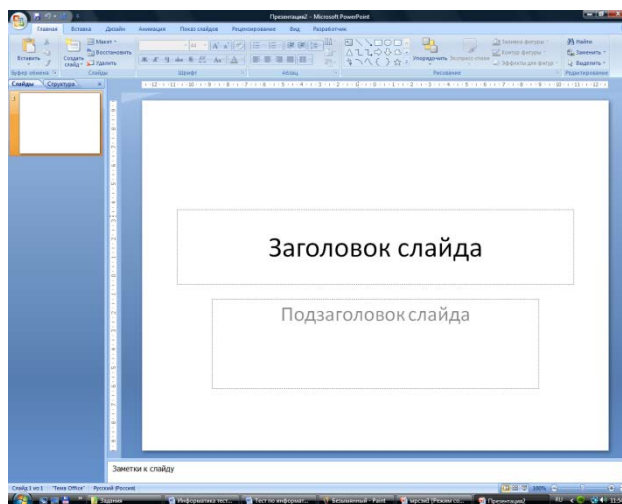 Презентация2 - Microsoft PowerPoint
Главная Вставка Дизайн Анимация Показ слайдов Рецензирование Вид Разработчик
Вставить
Создать слайд
Макет
Восстановить
Удалить
Упорядочить
Экспресс-стили
Заливка фигуры
Контур фигуры
Эффекты для фигур
Найти
Заменить
Выделить
Буфер обмена Слайды Шрифт Абзац Рисование Редактирование
Слайды Структура
1
Заголовок слайда
Подзаголовок слайда
Заметки к слайду
Слайд 1 из 1 "Тема Office" Русский (Россия)
Задания Информатика тест... Тест по информат... Безымянный - Paint Презентация2 RU